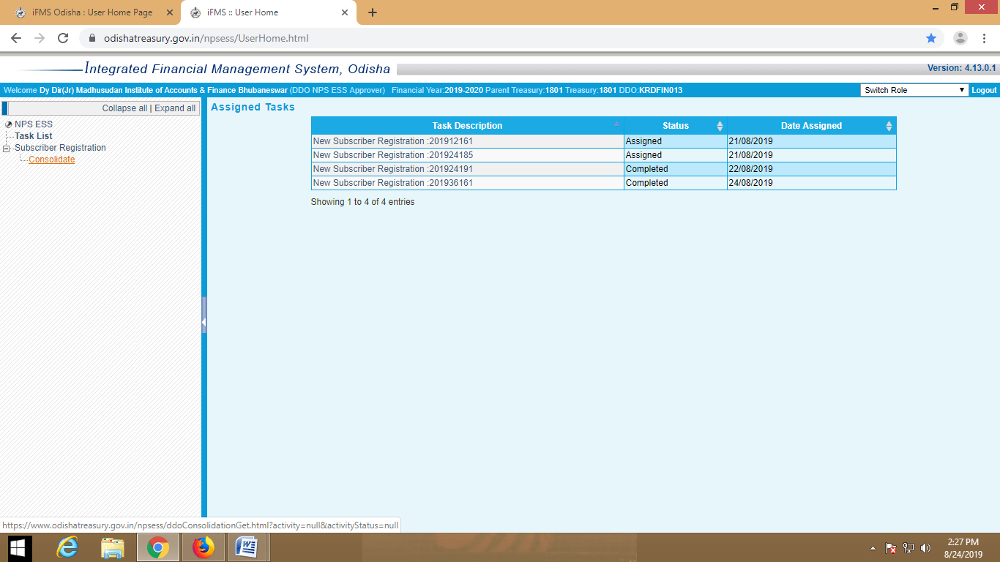 iFMS Odisha : User Home Page
iFMS :: User Home
odishatreasury.gov.in/npsess/UserHome.html
Integrated Financial Management System, Odisha
Version: 4.13.0.1
Welcome Dy Dir(Jr) Madhusudan Institute of Accounts & Finance Bhubaneswar (DDO NPS ESS Approver) Financial Year:2019-2020 Parent Treasury:1801 Treasury:1801 DDO:KRDFIN013
Switch Role
Logout
Collapse all | Expand all
NPS ESS
Task List
Subscriber Registration
Consolidate
Assigned Tasks
Task Description Status Date Assigned
New Subscriber Registration :201912161 Assigned 21/08/2019
New Subscriber Registration :201924185 Assigned 21/08/2019
New Subscriber Registration :201924191 Completed 22/08/2019
New Subscriber Registration :201936161 Completed 24/08/2019
Showing 1 to 4 of 4 entries
https://www.odishatreasury.gov.in/npsess/ddoConsolidationGet.html?activity=null&activityStatus=null
2:27 PM
8/24/2019